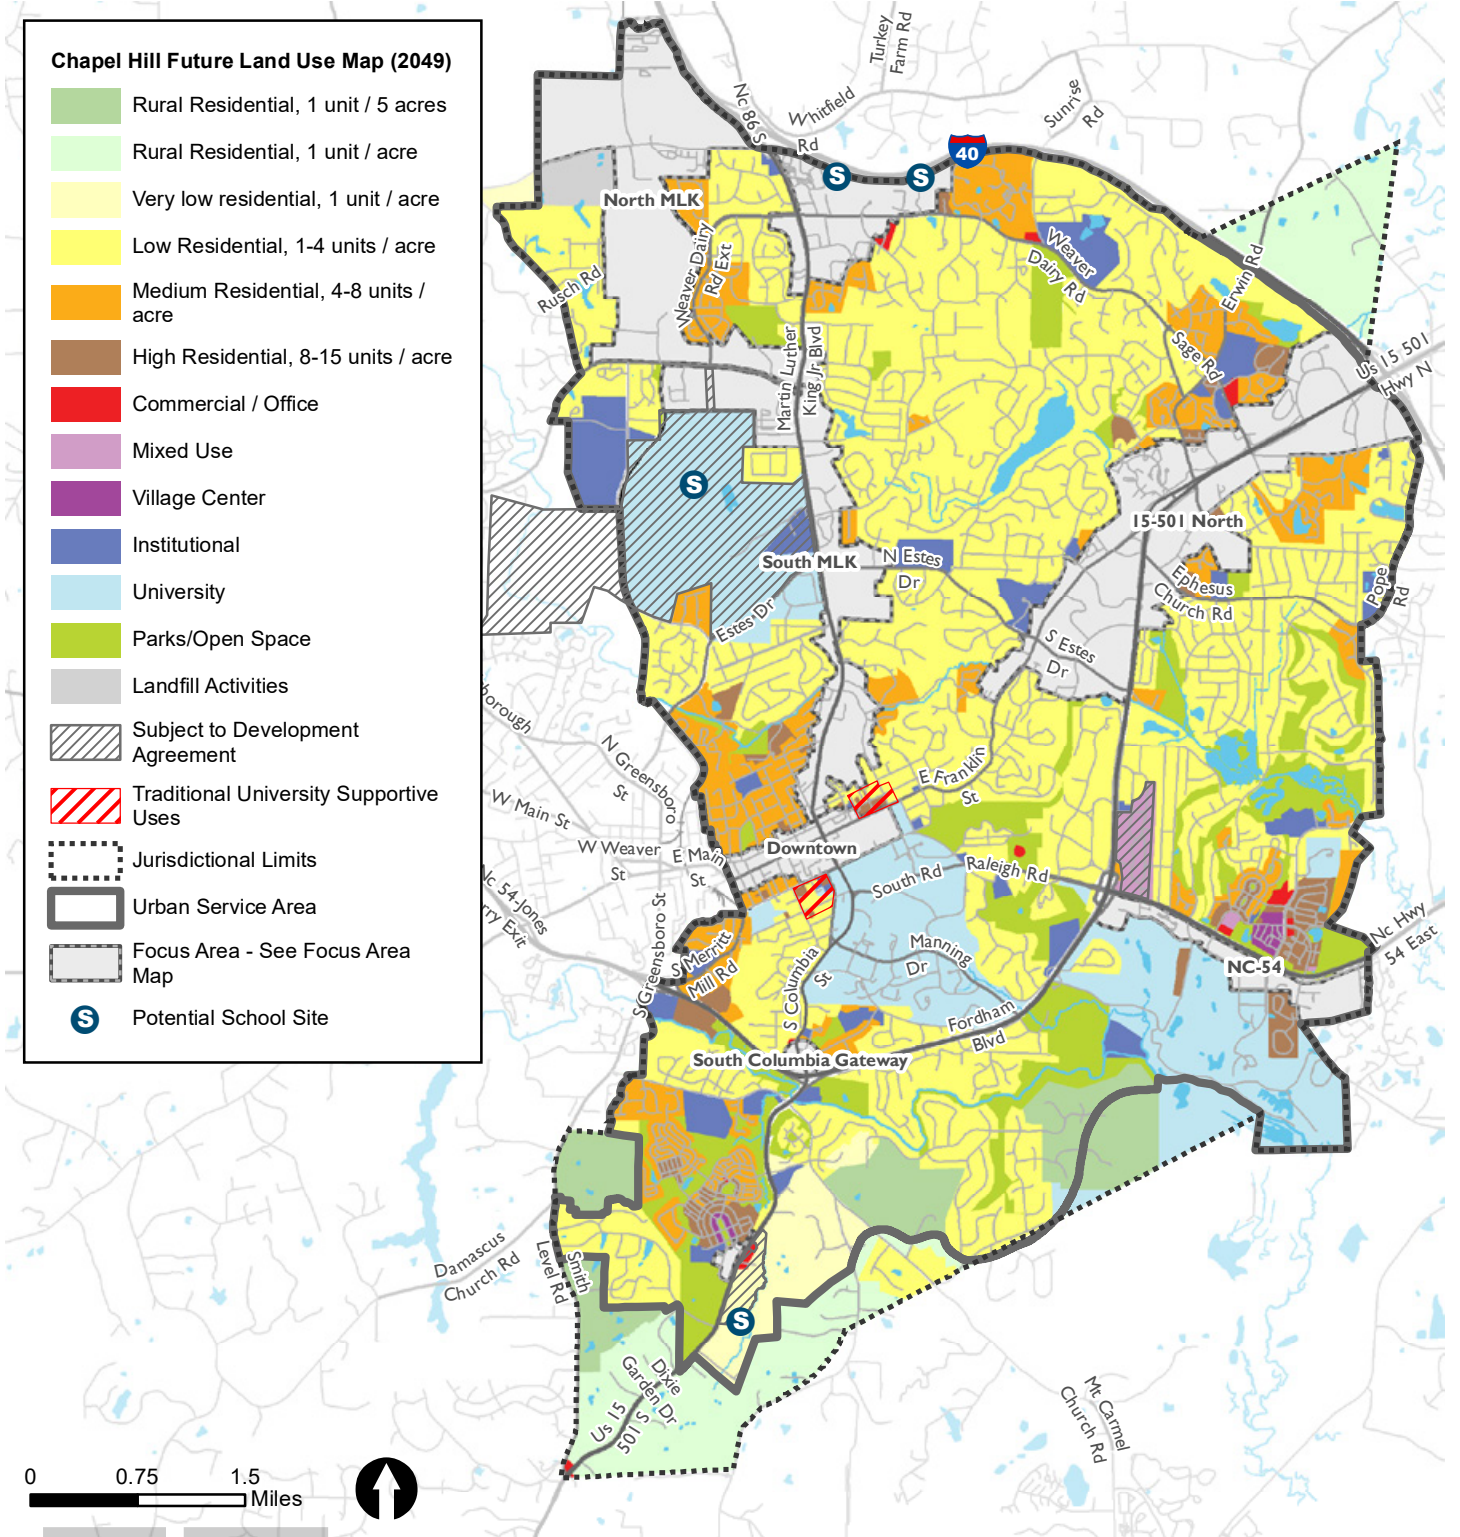 Chapel Hill Future Land Use Map (2049)
Rural Residential, 1 unit / 5 acres
Rural Residential, 1 unit / acre
Very low residential, 1 unit / acre
Low Residential, 1-4 units / acre
Medium Residential, 4-8 units /
acre
High Residential, 8-15 units / acre
Commercial / Office
Mixed Use
Village Center
Institutional
University
Parks/Open Space
Landfill Activities
Subject to Development
Agreement
Traditional University Supportive
Uses
Jurisdictional Limits
Urban Service Area
Focus Area - See Focus Area
Map
S
Potential School Site
0
0.75
1.5
Miles
Turkey
Farm Rd
Nc 86 S
Whitfield
Rd
Sunrise
Rd
40
S
S
North MLK
Weaver Dairy
Rd Ext
Rusch Rd
Weaver
Dairy Rd
Erwin Rd
Martin Luther
King Jr. Blvd
Sage Rd
Us 15 501
Hwy N
S
15-501 North
South MLK
N Estes
Dr
Ephesus
Church Rd
Pope
Rd
Estes Dr
S Estes
Dr
borough
N Greensboro
St
W Main St
E Franklin
St
W Weaver
St
E Main
St
Downtown
South Rd
Raleigh Rd
Nc 54-Jones
rry Exit
S Greensboro St
S Merritt
Mill Rd
S Columbia
St
Manning
Dr
Nc Hwy
54 East
NC-54
Fordham
Blvd
South Columbia Gateway
Damascus
Church Rd
Smith
Level Rd
S
Dixie
Garden Dr
Us 15
501 S
Mt Carmel
Church Rd